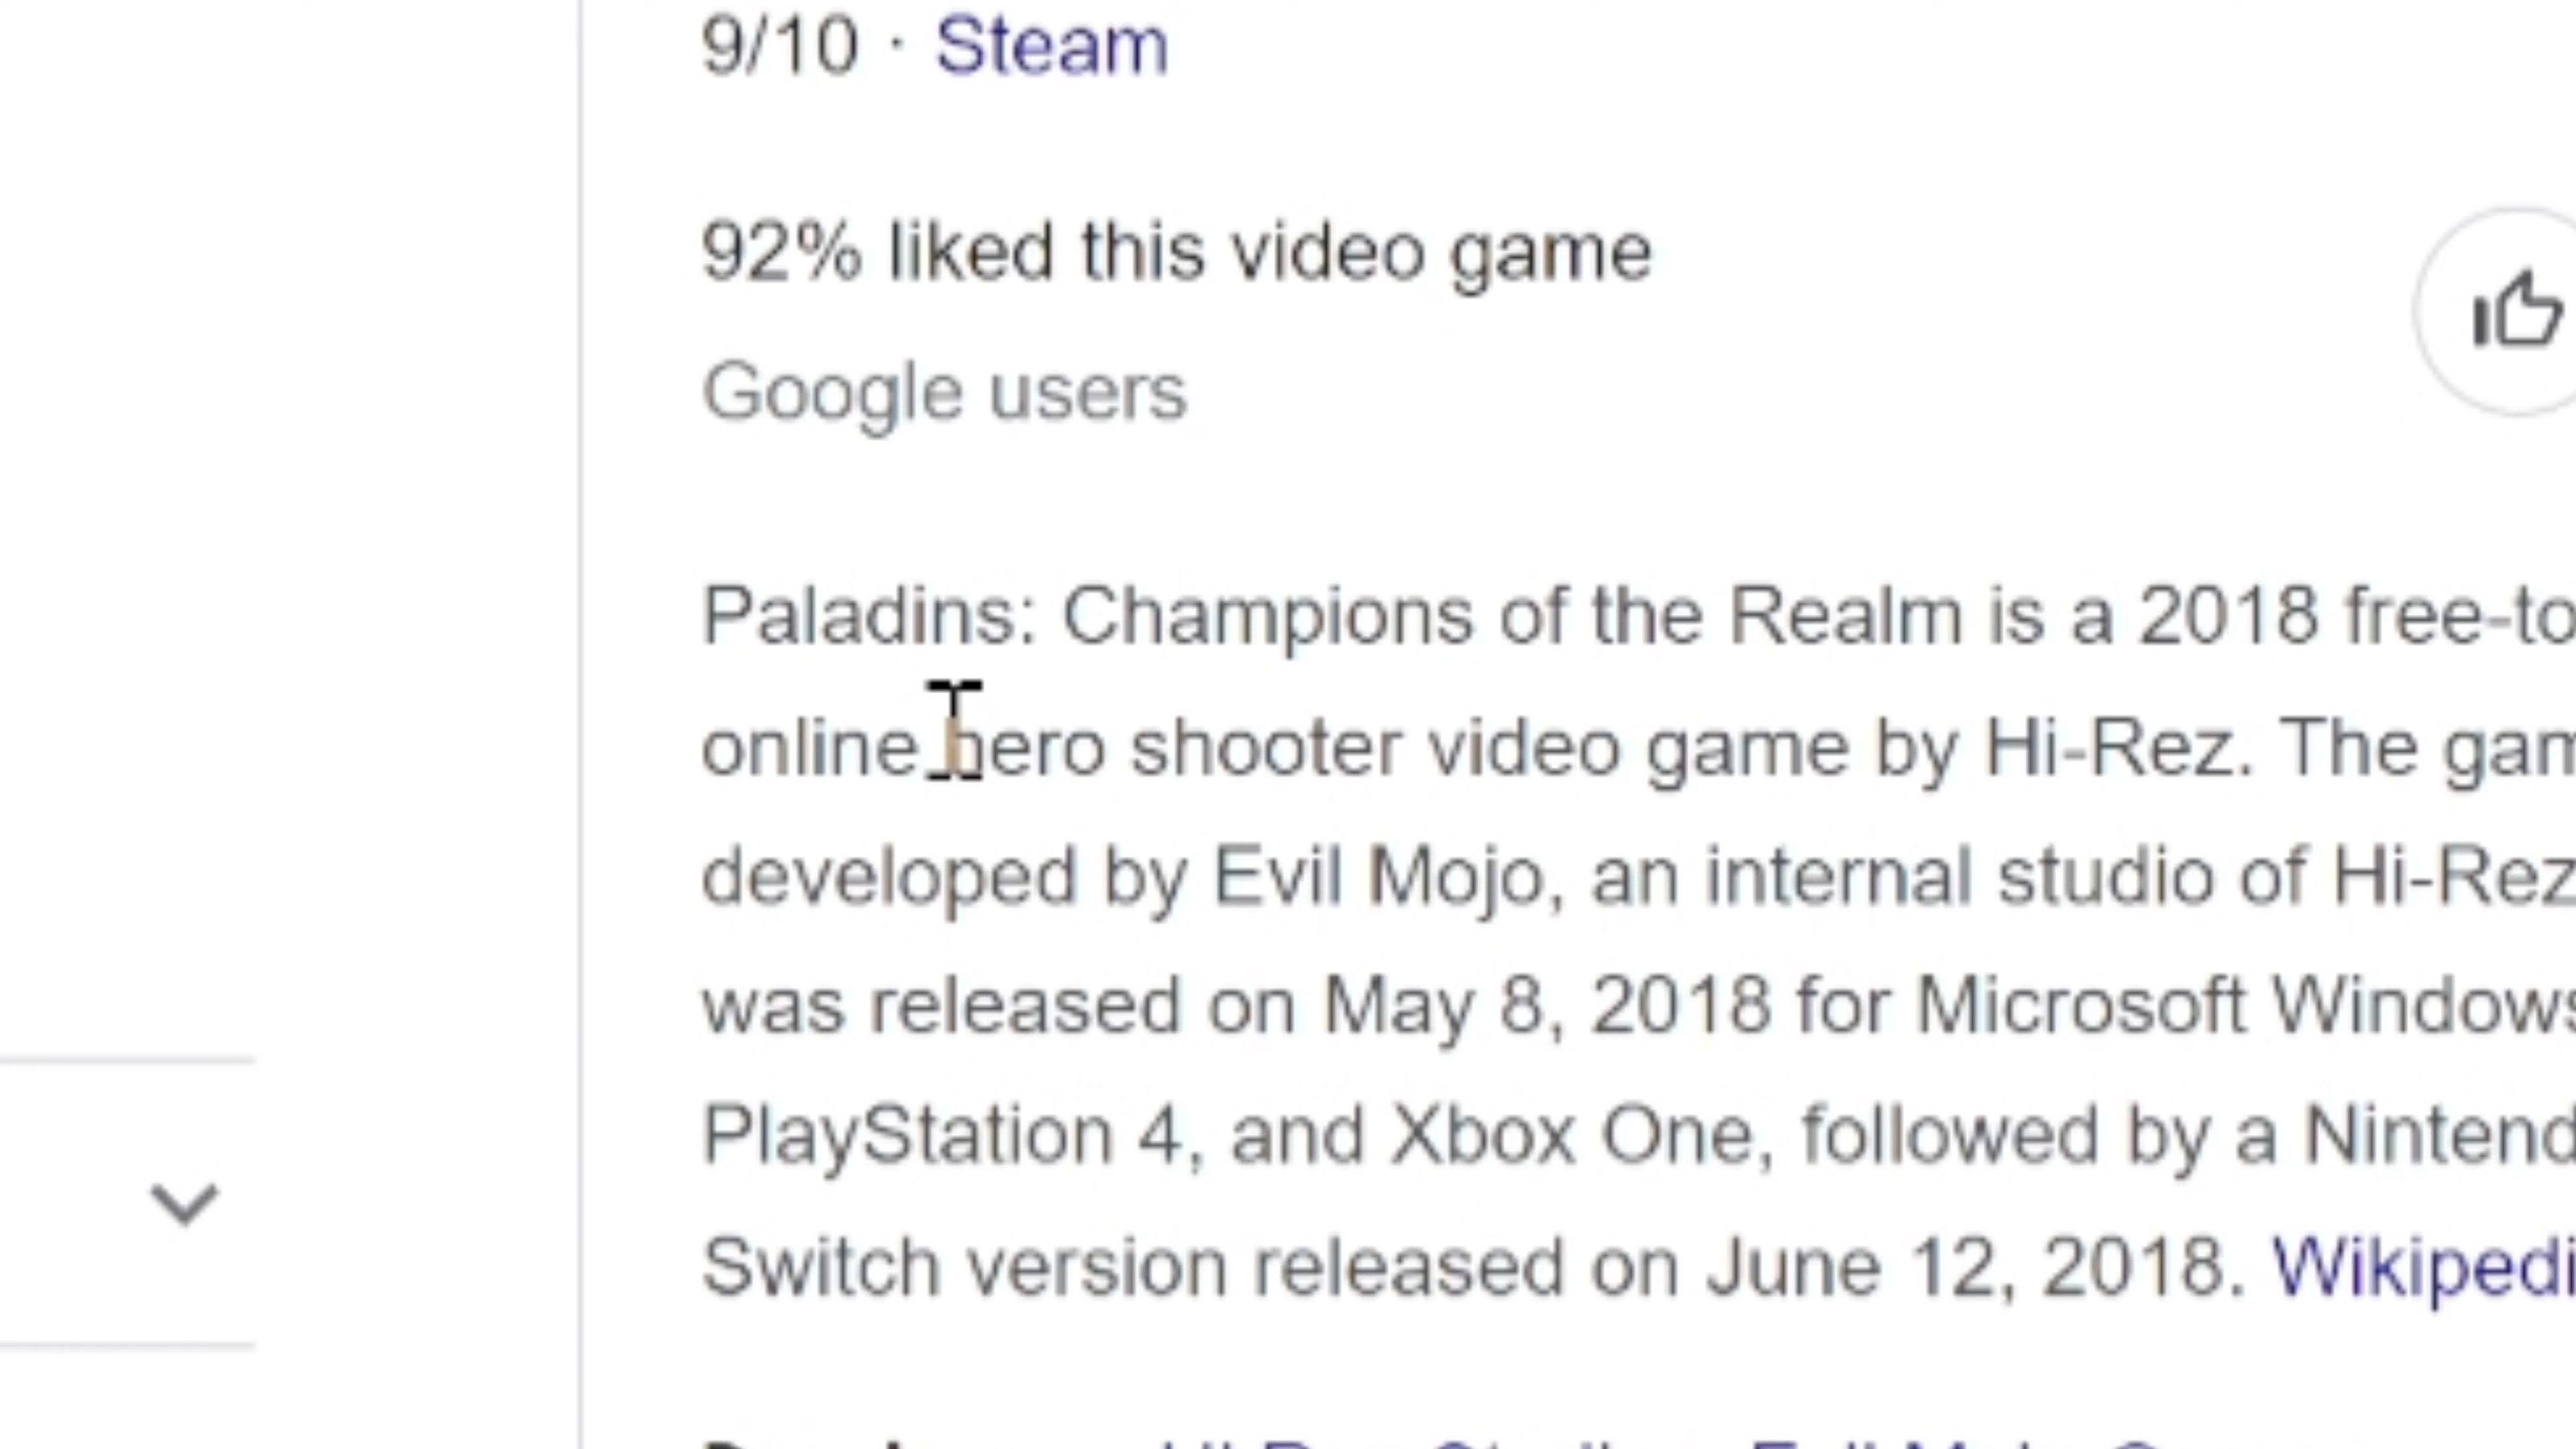 9/10 · Steam
92% liked this video game
Google users
Paladins: Champions of the Realm is a 2018 free-to
online hero shooter video game by Hi-Rez. The gam
developed by Evil Mojo, an internal studio of Hi-Rez
was released on May 8, 2018 for Microsoft Windows
PlayStation 4, and Xbox One, followed by a Nintend
Switch version released on June 12, 2018. Wikipedi